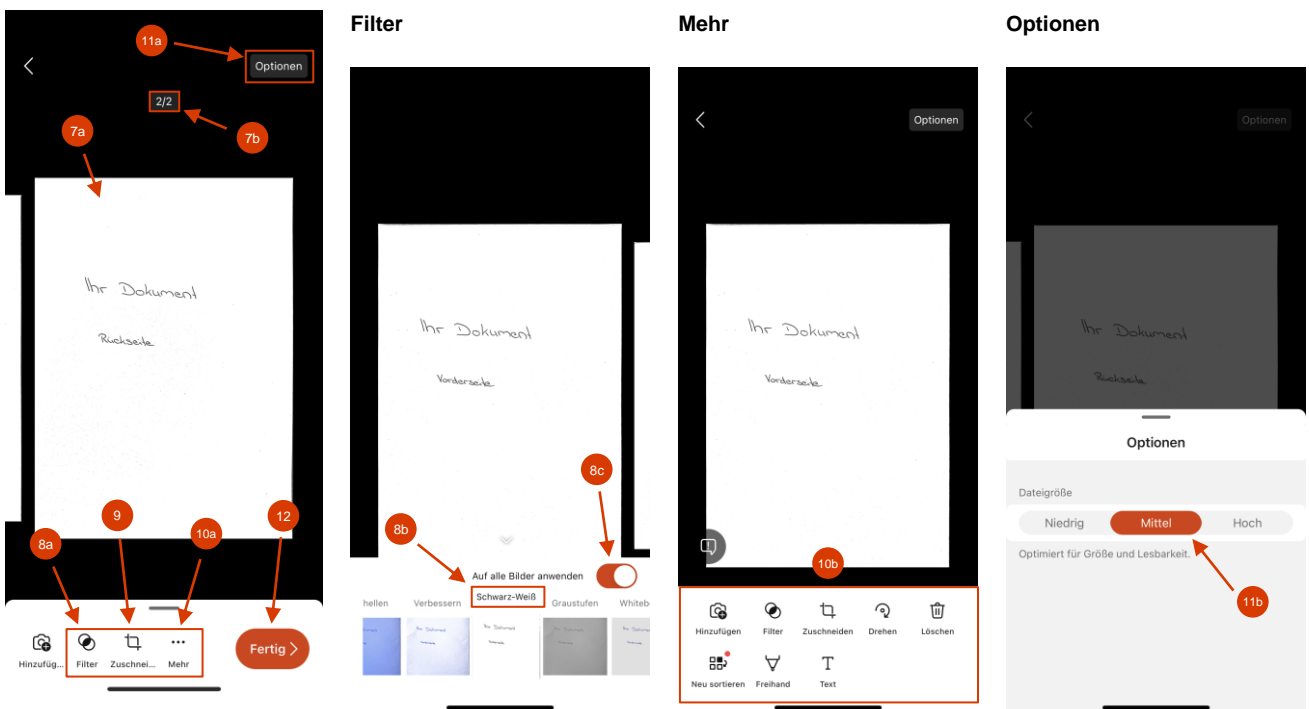 Filter
Mehr
Optionen
11a
Optionen
2/2
7a
7b
Ihr Dokument
Rückseite
8a
9
10a
12
Hinzufüg...
Filter
Zuschnei...
Mehr
Fertig
Ihr Dokument
Vorderseite
8c
8b
Auf alle Bilder anwenden
hellen
Verbessern
Schwarz-Weiß
Graustufen
Whiteb
Optionen
Ihr Dokument
Vorderseite
10b
Hinzufügen
Filter
Zuschneiden
Drehen
Löschen
Neu sortieren
Freihand
Text
Optionen
Ihr Dokument
Rückseite
Optionen
Dateigröße
Niedrig
Mittel
Hoch
Optimiert für Größe und Lesbarkeit.
11b